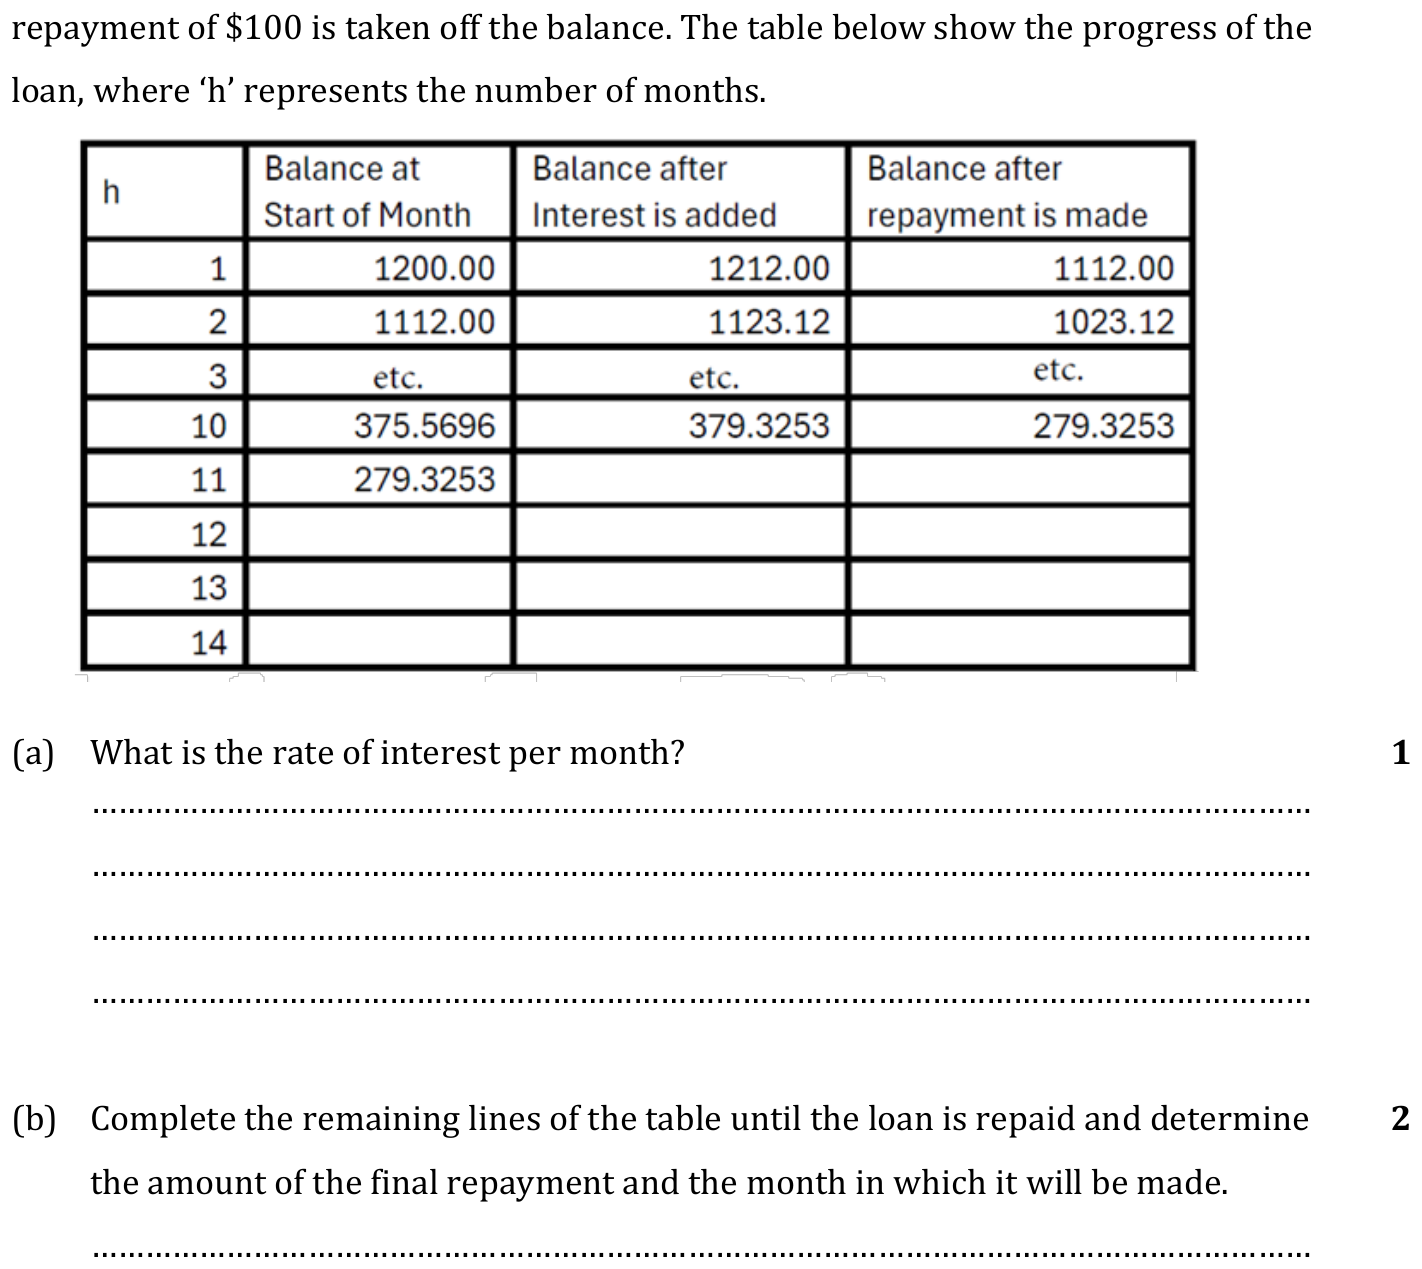 repayment of $100 is taken off the balance. The table below show the progress of the
loan, where ‘h’ represents the number of months.
h | Balance at Start of Month | Balance after Interest is added | Balance after repayment is made
1 | 1200.00 | 1212.00 | 1112.00
2 | 1112.00 | 1123.12 | 1023.12
3 | etc. | etc. | etc.
10 | 375.5696 | 379.3253 | 279.3253
11 | 279.3253
12
13
14
(a) What is the rate of interest per month? 1
(b) Complete the remaining lines of the table until the loan is repaid and determine 2
the amount of the final repayment and the month in which it will be made.